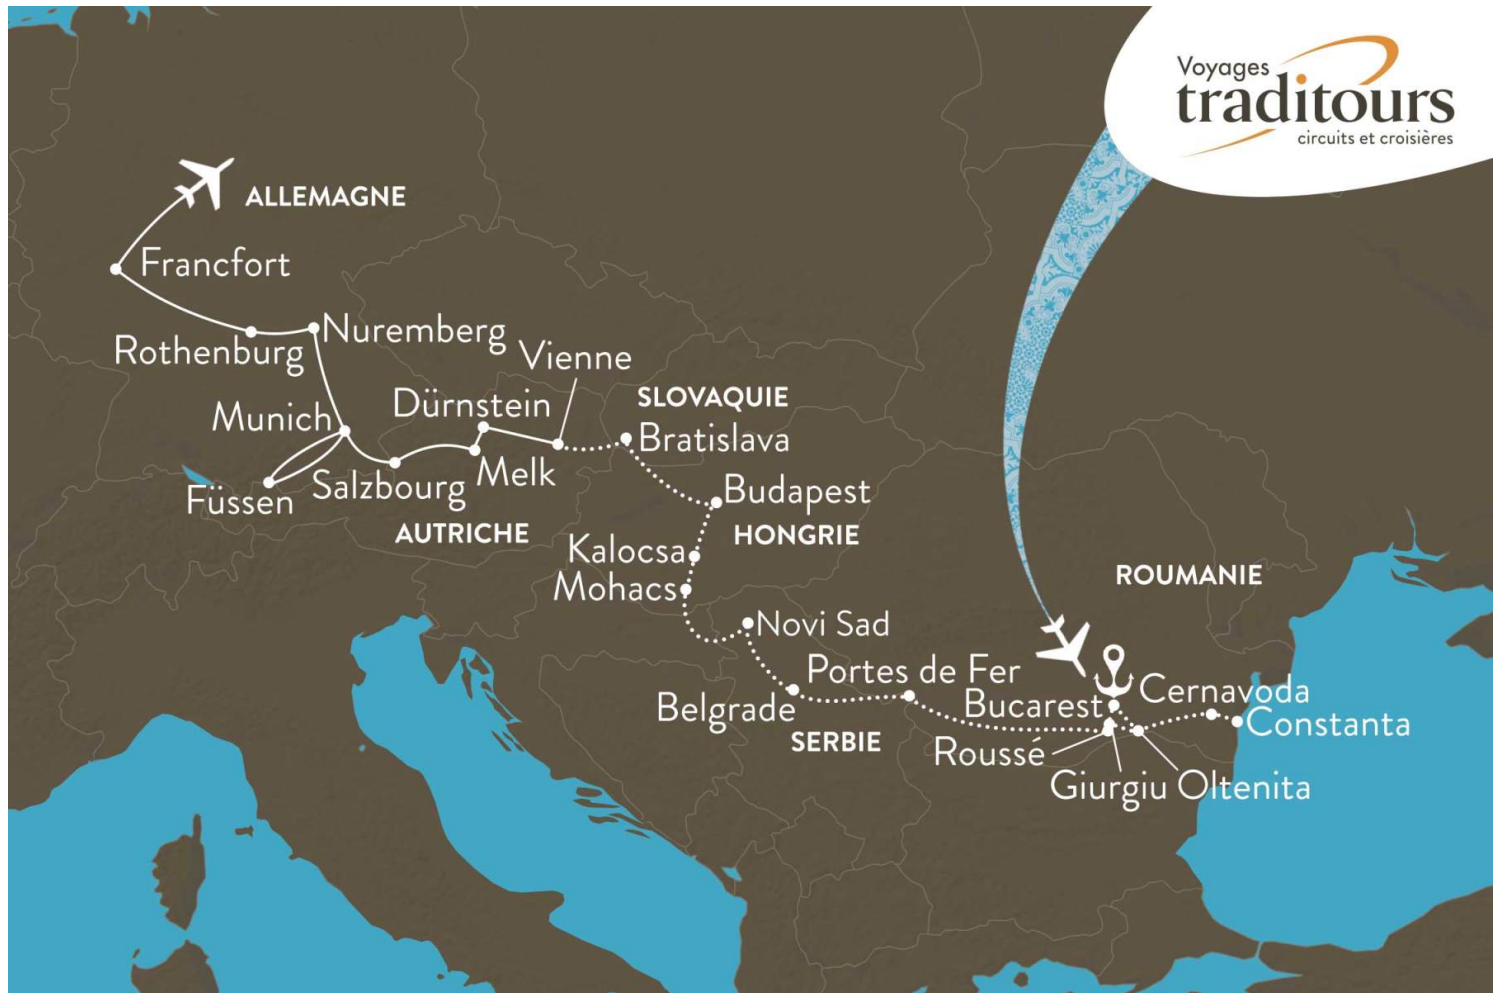 Voyages
traditours
circuits et croisières
ALLEMAGNE
Francfort
Nuremberg
Rothenburg
Vienne
SLOVAQUIE
Dürnstein
Munich
Bratislava
Melk
Salzbourg
Füssen
Budapest
AUTRICHE
HONGRIE
Kalocsa
Mohacs
ROUMANIE
Novi Sad
Portes de Fer
Cernavoda
Bucarest
Belgrade
Constanta
SERBIE
Roussé
Giurgiu
Oltenita